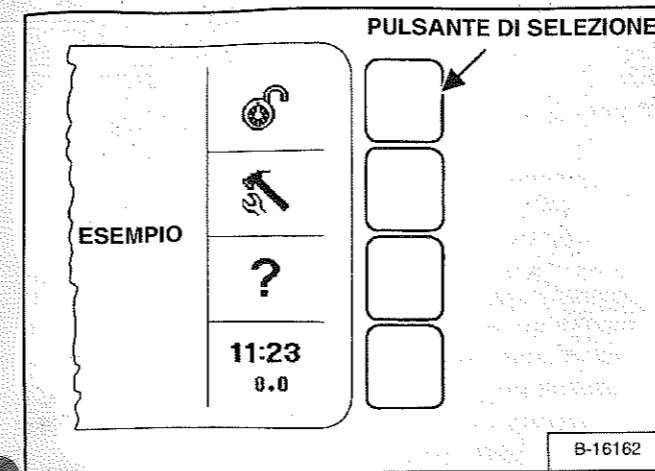 PULSANTE DI SELEZIONE
ESEMPIO
?
11:23
0.0
B-16162